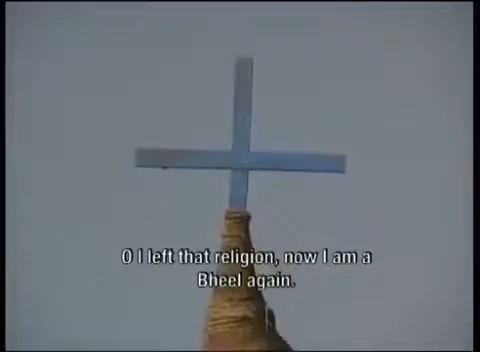 O I left that religion, now I am a
Bheel again.